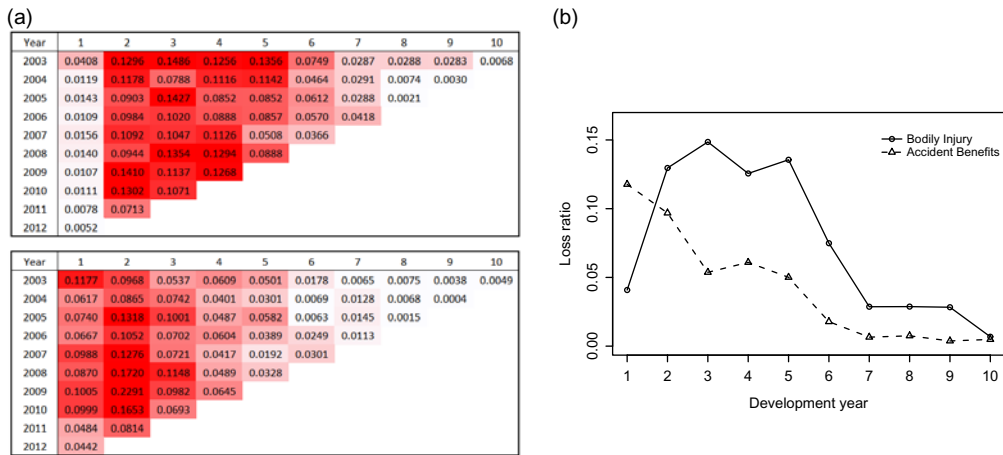 (a)
Year 1 2 3 4 5 6 7 8 9 10
2003 0.0408 0.1296 0.1486 0.1256 0.1356 0.0749 0.0287 0.0288 0.0283 0.0068
2004 0.0119 0.1178 0.0788 0.1116 0.1142 0.0464 0.0291 0.0074 0.0030
2005 0.0143 0.0903 0.1427 0.0852 0.0852 0.0612 0.0288 0.0021
2006 0.0109 0.0984 0.1020 0.0888 0.0857 0.0570 0.0418
2007 0.0156 0.1092 0.1047 0.1126 0.0508 0.0366
2008 0.0140 0.0944 0.1354 0.1294 0.0888
2009 0.0107 0.1410 0.1137 0.1268
2010 0.0111 0.1302 0.1071
2011 0.0078 0.0713
2012 0.0052
Year 1 2 3 4 5 6 7 8 9 10
2003 0.1177 0.0968 0.0537 0.0609 0.0501 0.0178 0.0065 0.0075 0.0038 0.0049
2004 0.0617 0.0865 0.0742 0.0401 0.0301 0.0069 0.0128 0.0068 0.0004
2005 0.0740 0.1318 0.1001 0.0487 0.0582 0.0063 0.0145 0.0015
2006 0.0667 0.1052 0.0702 0.0604 0.0389 0.0249 0.0113
2007 0.0988 0.1276 0.0721 0.0417 0.0192 0.0301
2008 0.0870 0.1720 0.1148 0.0489 0.0328
2009 0.1005 0.2291 0.0982 0.0645
2010 0.0999 0.1653 0.0693
2011 0.0484 0.0814
2012 0.0442
(b)
Bodily Injury
Accident Benefits
0.15
0.10
0.05
0.00
Loss ratio
1 2 3 4 5 6 7 8 9 10
Development year